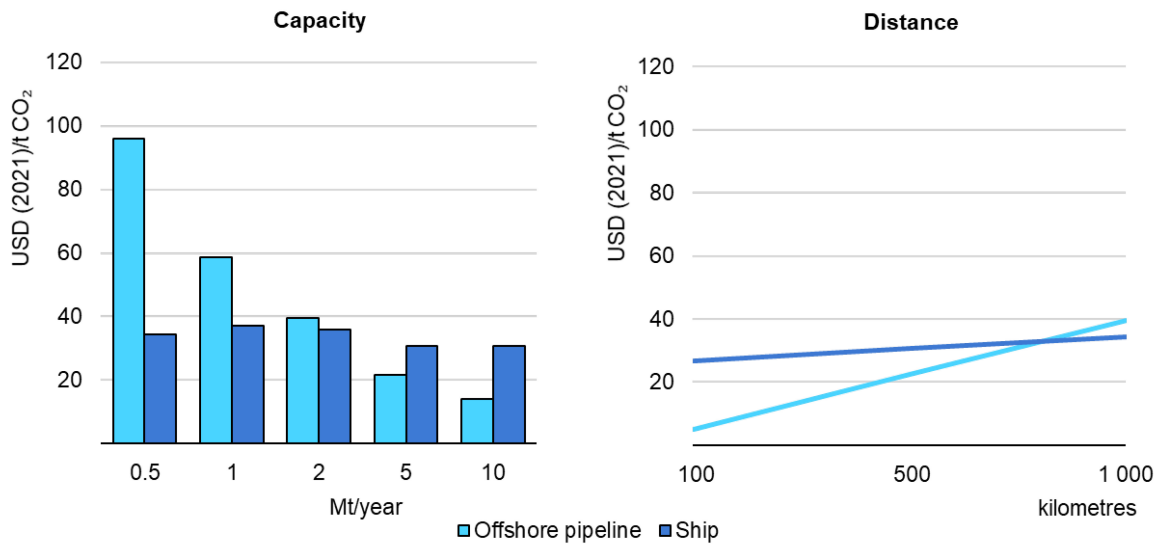 Capacity
USD (2021)/t CO₂
120
100
80
60
40
20
0.5 1 2 5 10
Mt/year
Distance
USD (2021)/t CO₂
120
100
80
60
40
20
100 500 1 000
kilometres
Offshore pipeline Ship